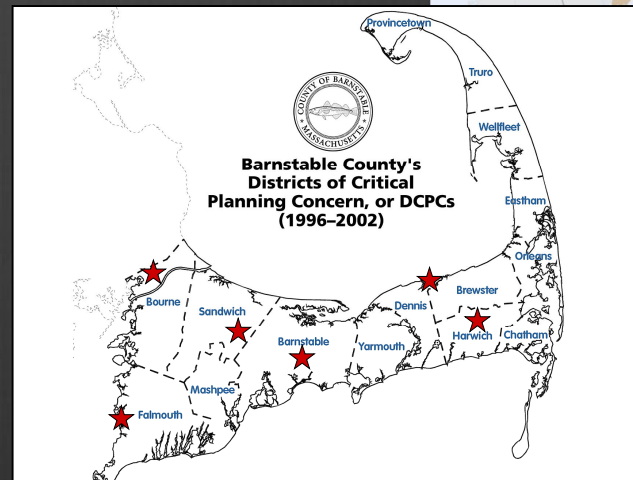 Provincetown
Truro
COUNTY OF BARNSTABLE
MASSACHUSETTS
Wellfleet
Barnstable County's
Districts of Critical
Planning Concern, or DCPCs
(1996–2002)
Eastham
Orleans
Bourne
Sandwich
Dennis
Brewster
Barnstable
Yarmouth
Harwich
Chatham
Mashpee
Falmouth